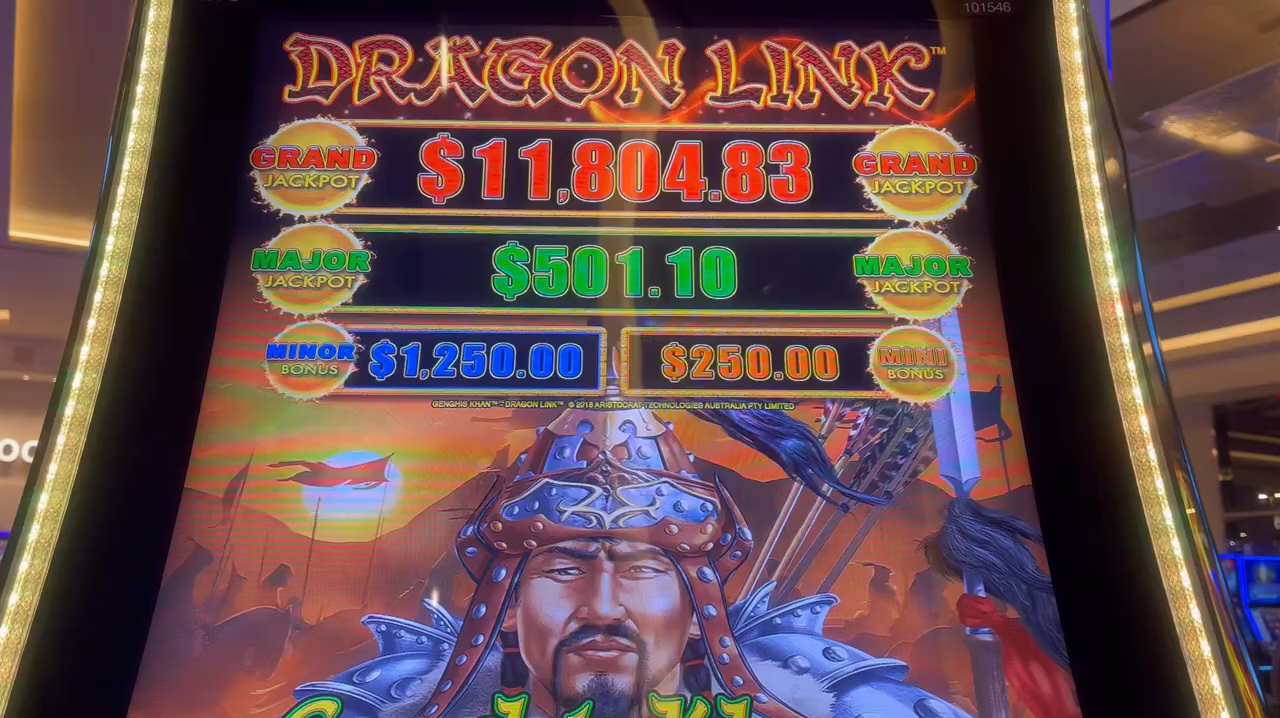 101546
DRAGON LINK™
GRAND JACKPOT $11,804.83 GRAND JACKPOT
MAJOR JACKPOT $501.10 MAJOR JACKPOT
MINOR BONUS $1,250.00 $250.00 MINI BONUS
GENGHIS KHAN™ - DRAGON LINK™ © 2018 ARISTOCRAT TECHNOLOGIES AUSTRALIA PTY LIMITED